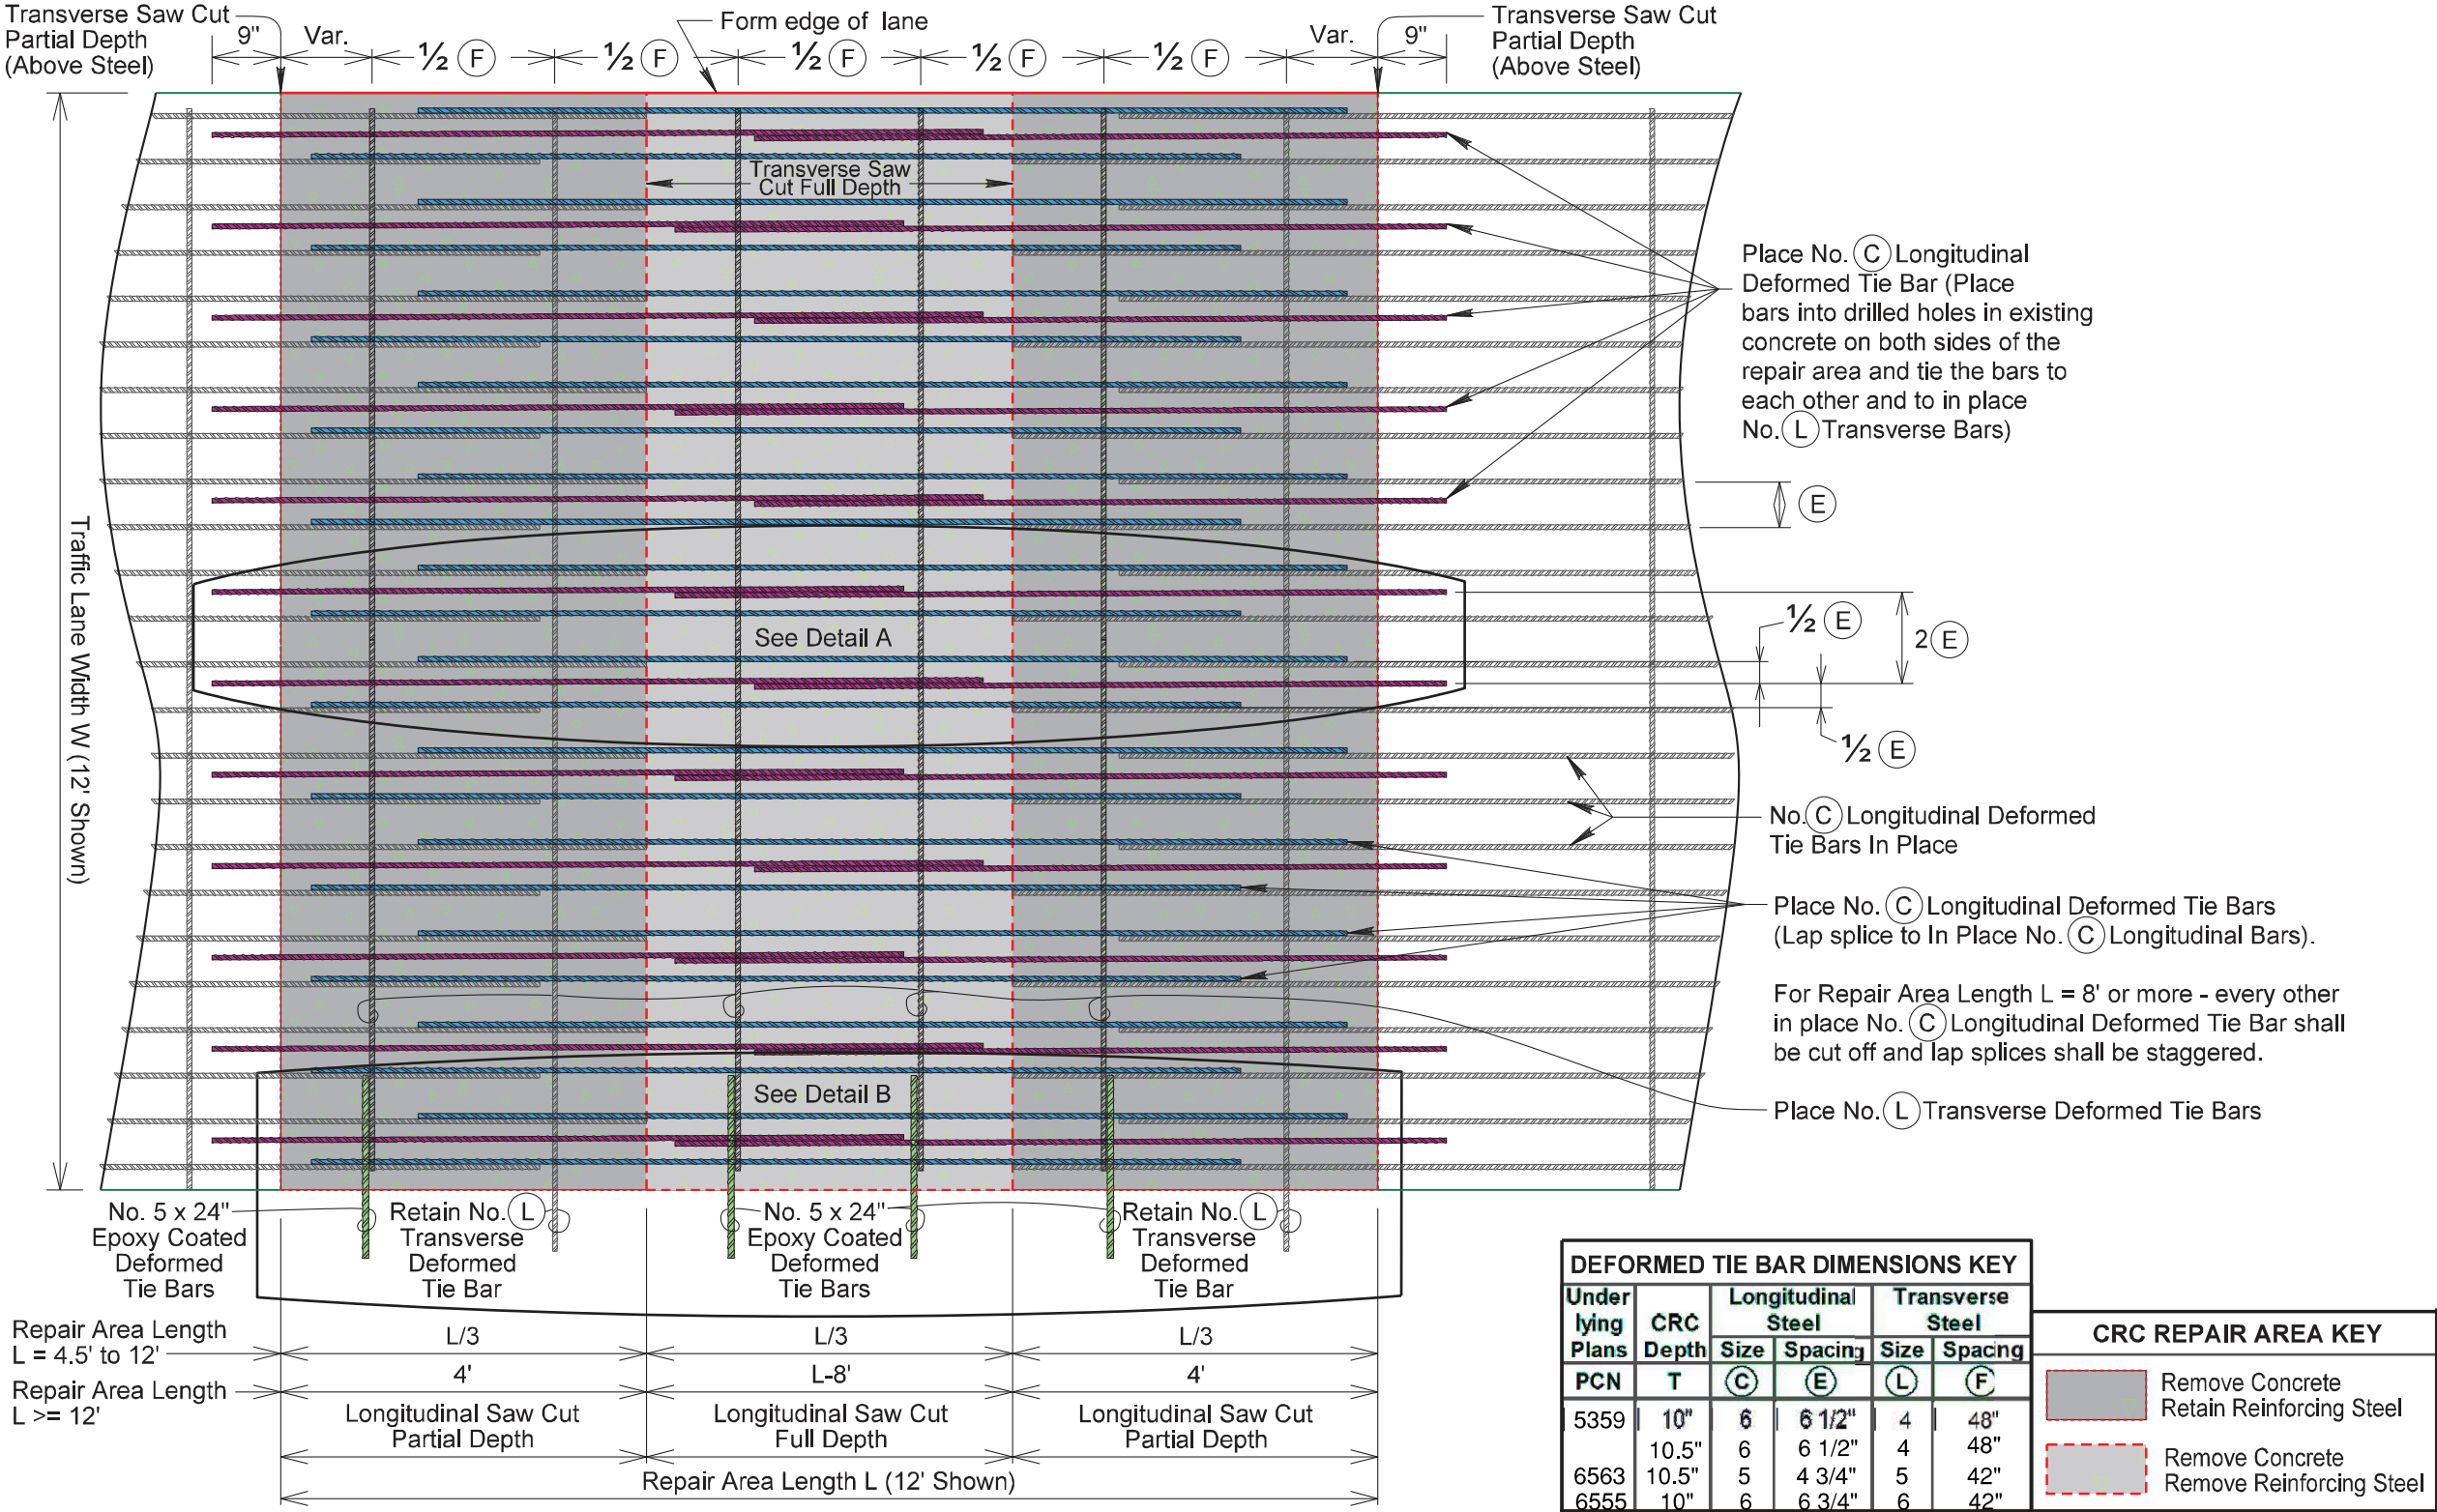 Transverse Saw Cut
Partial Depth
(Above Steel)
9"
Var.
½ F
½ F
Form edge of lane
½ F
½ F
½ F
Var.
9"
Transverse Saw Cut
Partial Depth
(Above Steel)
Transverse Saw
Cut Full Depth
Place No. C Longitudinal
Deformed Tie Bar (Place
bars into drilled holes in existing
concrete on both sides of the
repair area and tie the bars to
each other and to in place
No. L Transverse Bars)
E
Traffic Lane Width W (12' Shown)
See Detail A
½ E
2 E
½ E
No. C Longitudinal Deformed
Tie Bars In Place
Place No. C Longitudinal Deformed Tie Bars
(Lap splice to In Place No. C Longitudinal Bars).
For Repair Area Length L = 8' or more - every other
in place No. C Longitudinal Deformed Tie Bar shall
be cut off and lap splices shall be staggered.
See Detail B
Place No. L Transverse Deformed Tie Bars
No. 5 x 24"
Epoxy Coated
Deformed
Tie Bars
Retain No. L
Transverse
Deformed
Tie Bar
No. 5 x 24"
Epoxy Coated
Deformed
Tie Bars
Retain No. L
Transverse
Deformed
Tie Bar
Repair Area Length
L = 4.5' to 12'
L/3
L/3
L/3
Repair Area Length
L >= 12'
4'
L-8'
4'
Longitudinal Saw Cut
Partial Depth
Longitudinal Saw Cut
Full Depth
Longitudinal Saw Cut
Partial Depth
Repair Area Length L (12' Shown)
DEFORMED TIE BAR DIMENSIONS KEY
Under
lying
Plans
CRC
Depth
Longitudinal
Steel
Transverse
Steel
Size
Spacing
Size
Spacing
PCN T C E L F
5359 10" 6 6 1/2" 4 48"
10.5" 6 6 1/2" 4 48"
6563 10.5" 5 4 3/4" 5 42"
6555 10" 6 6 3/4" 6 42"
CRC REPAIR AREA KEY
Remove Concrete
Retain Reinforcing Steel
Remove Concrete
Remove Reinforcing Steel